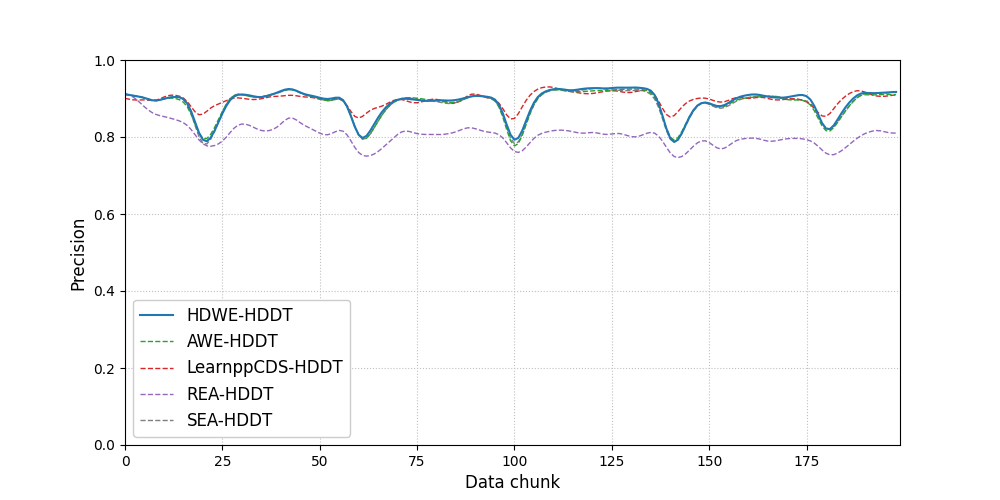 1.0
0.8
0.6
0.4
0.2
0.0
Precision
HDWE-HDDT
AWE-HDDT
LearnppCDS-HDDT
REA-HDDT
SEA-HDDT
0 25 50 75 100 125 150 175
Data chunk